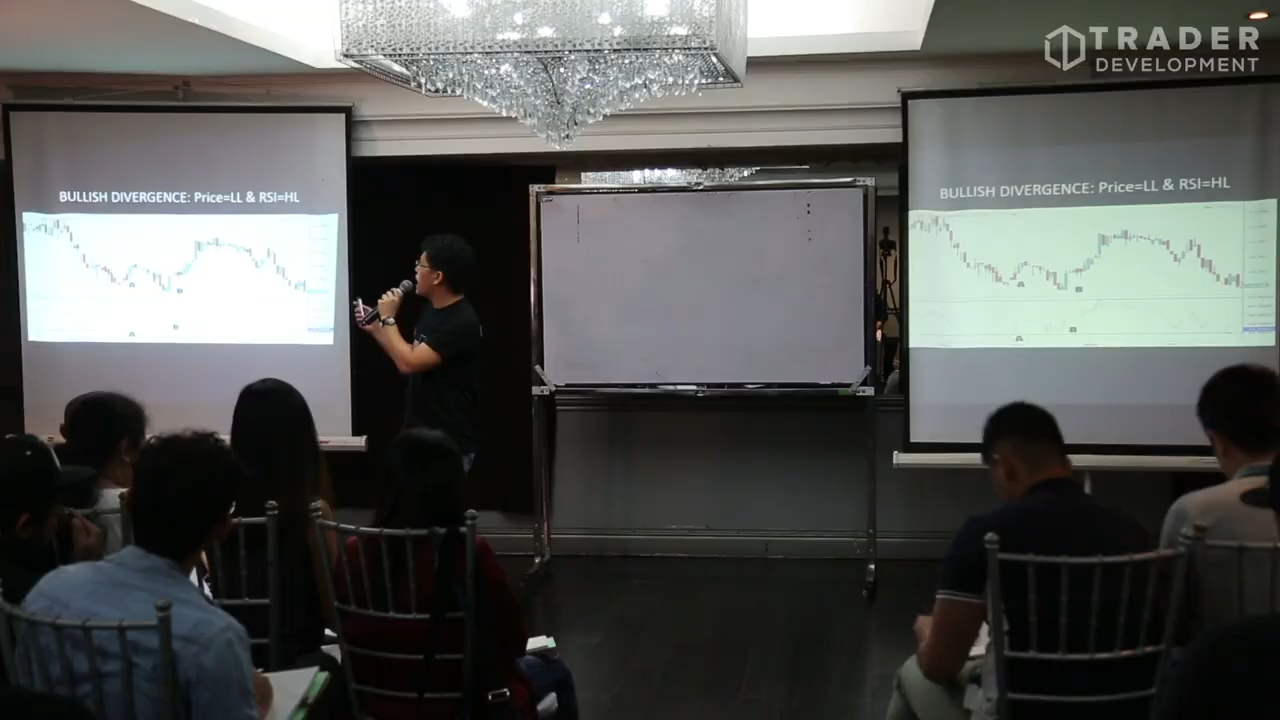 TRADER
DEVELOPMENT
BULLISH DIVERGENCE: Price=LL & RSI=HL
BULLISH DIVERGENCE: Price=LL & RSI=HL